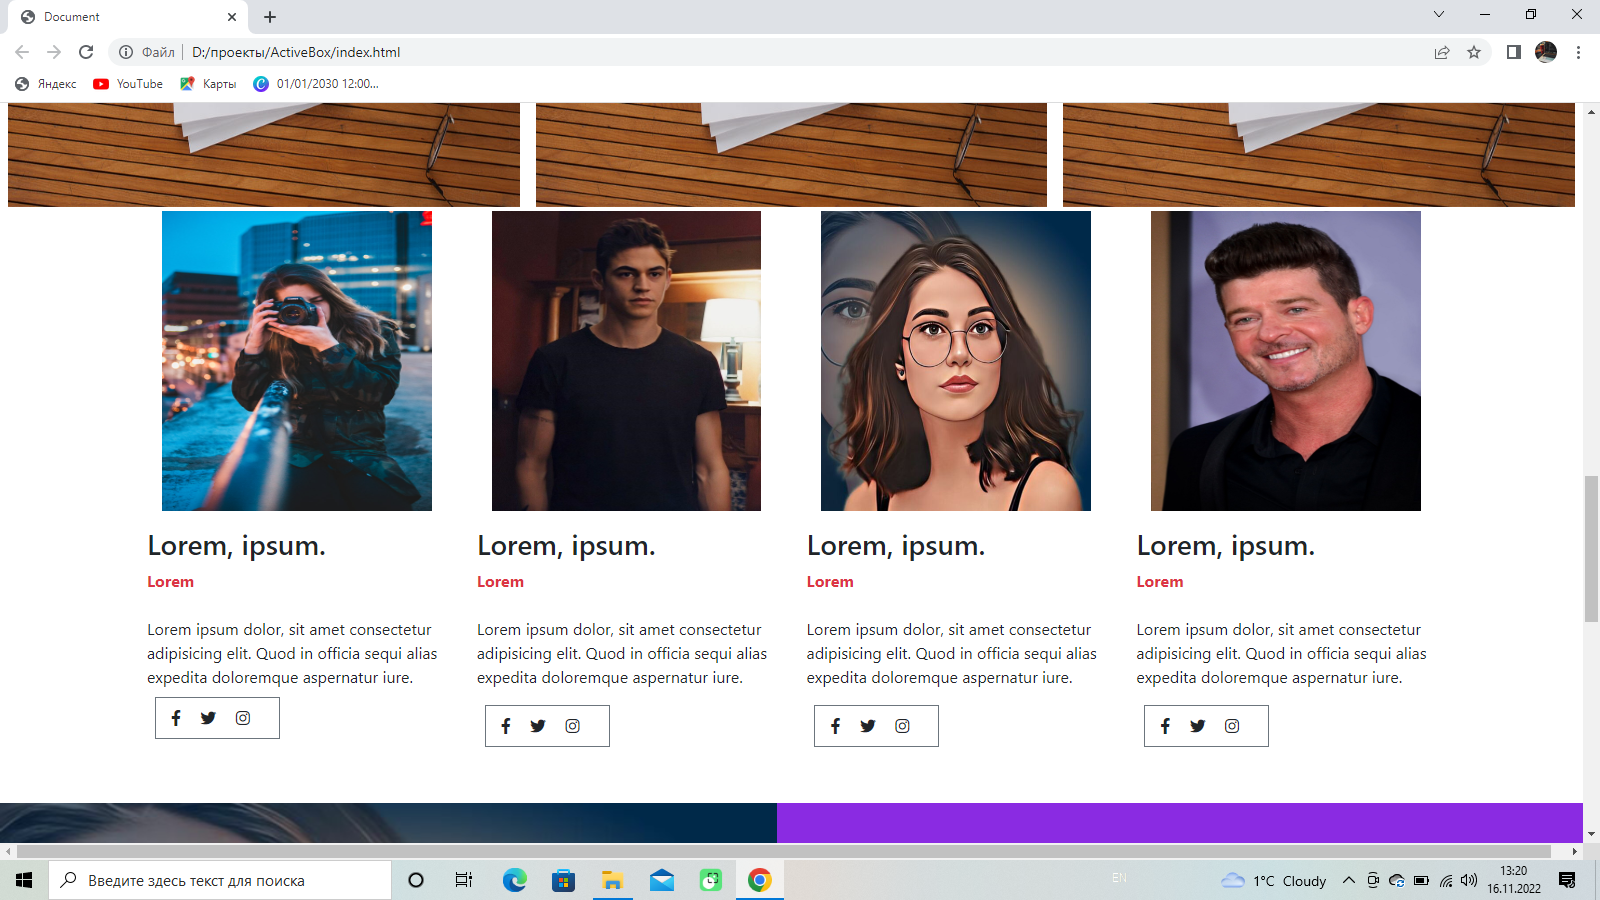 Document
Файл
D:/проекты/ActiveBox/index.html
Яндекс
YouTube
Карты
01/01/2030 12:00...
Lorem, ipsum.
Lorem
Lorem ipsum dolor, sit amet consectetur
adipisicing elit. Quod in officia sequi alias
expedita doloremque aspernatur iure.
Lorem, ipsum.
Lorem
Lorem ipsum dolor, sit amet consectetur
adipisicing elit. Quod in officia sequi alias
expedita doloremque aspernatur iure.
Lorem, ipsum.
Lorem
Lorem ipsum dolor, sit amet consectetur
adipisicing elit. Quod in officia sequi alias
expedita doloremque aspernatur iure.
Lorem, ipsum.
Lorem
Lorem ipsum dolor, sit amet consectetur
adipisicing elit. Quod in officia sequi alias
expedita doloremque aspernatur iure.
Введите здесь текст для поиска
EN
1°C Cloudy
13:20
16.11.2022